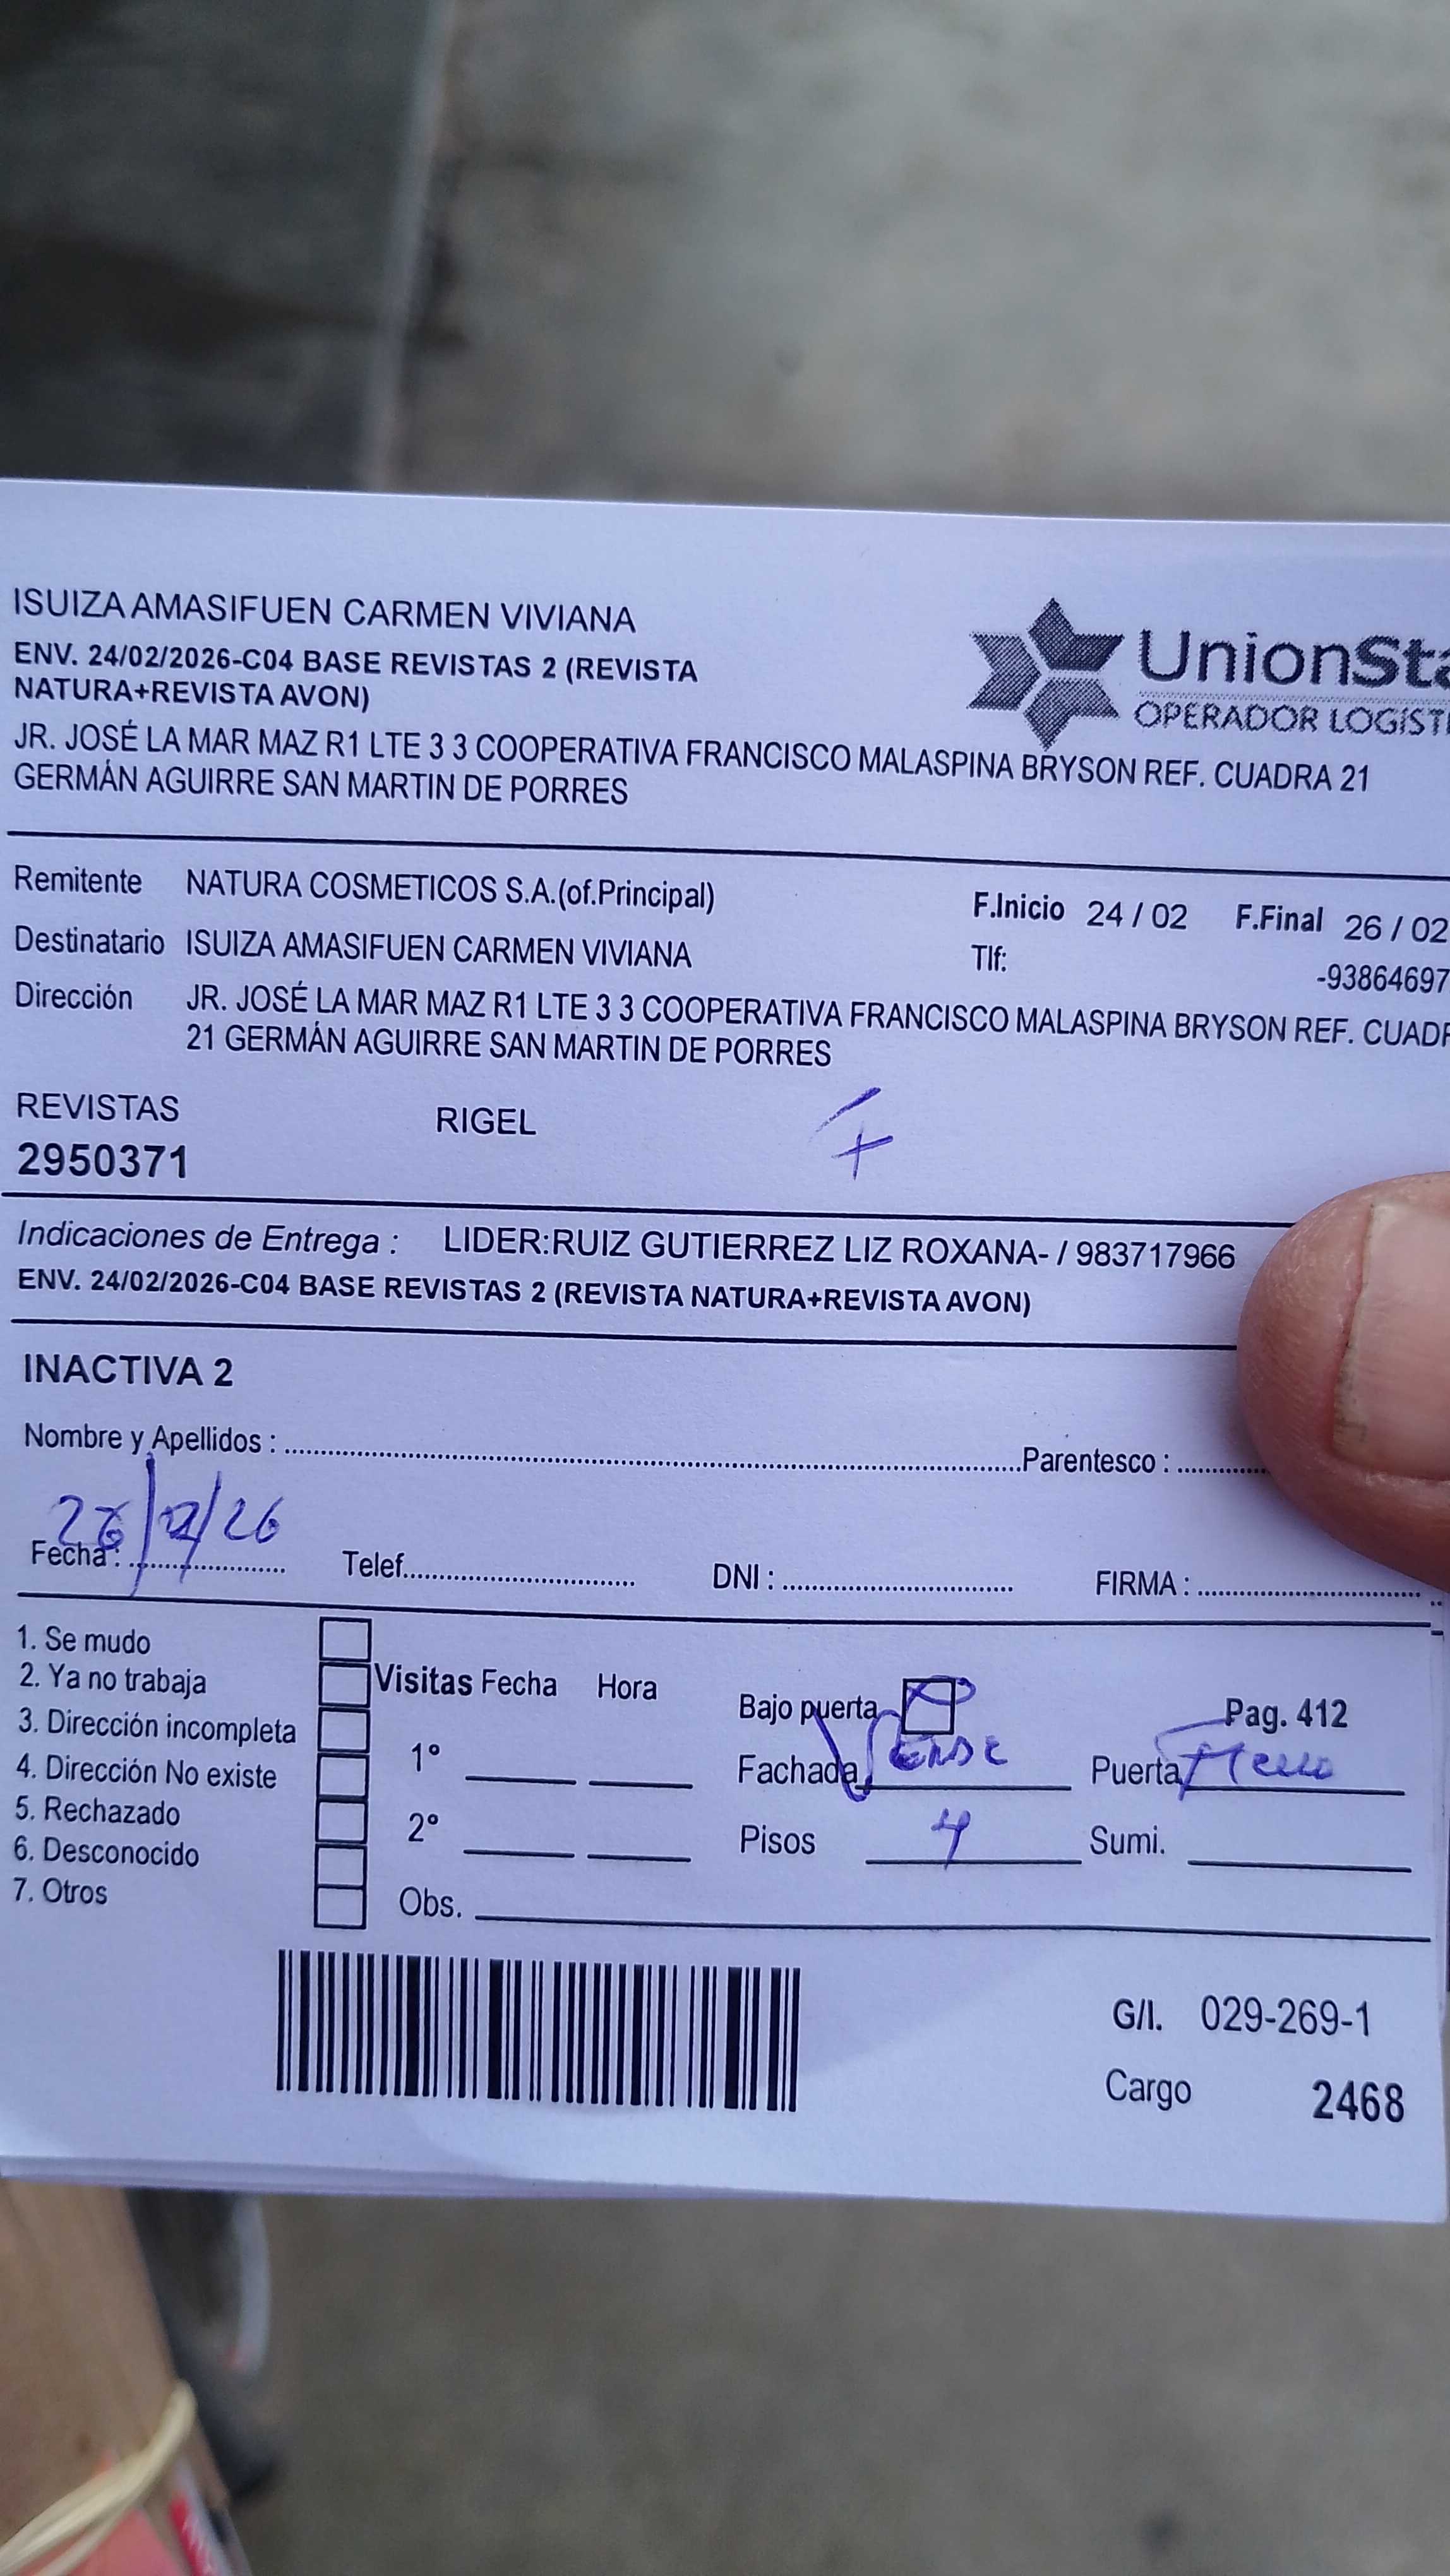 ISUIZA AMASIFUEN CARMEN VIVIANA
ENV. 24/02/2026-C04 BASE REVISTAS 2 (REVISTA
NATURA+REVISTA AVON)
JR. JOSÉ LA MAR MAZ R1 LTE 3 3 COOPERATIVA FRANCISCO MALASPINA BRYSON REF. CUADRA 21
GERMÁN AGUIRRE SAN MARTIN DE PORRES
UnionSta
OPERADOR LOGÍSTI
Remitente NATURA COSMETICOS S.A.(of.Principal)
F.Inicio 24 / 02 F.Final 26 / 02
Destinatario ISUIZA AMASIFUEN CARMEN VIVIANA
Tlf: -93864697
Dirección JR. JOSÉ LA MAR MAZ R1 LTE 3 3 COOPERATIVA FRANCISCO MALASPINA BRYSON REF. CUADR
21 GERMÁN AGUIRRE SAN MARTIN DE PORRES
REVISTAS RIGEL
2950371
Indicaciones de Entrega : LIDER:RUIZ GUTIERREZ LIZ ROXANA- / 983717966
ENV. 24/02/2026-C04 BASE REVISTAS 2 (REVISTA NATURA+REVISTA AVON)
INACTIVA 2
Nombre y Apellidos : Parentesco :
Fecha : /26 Telef. DNI : FIRMA :
1. Se mudo
2. Ya no trabaja
3. Dirección incompleta
4. Dirección No existe
5. Rechazado
6. Desconocido
7. Otros
Visitas Fecha Hora
1°
2°
Obs.
Bajo puerta Pag. 412
Fachada Puerta
Pisos 4 Sumi.
G/I. 029-269-1
Cargo 2468